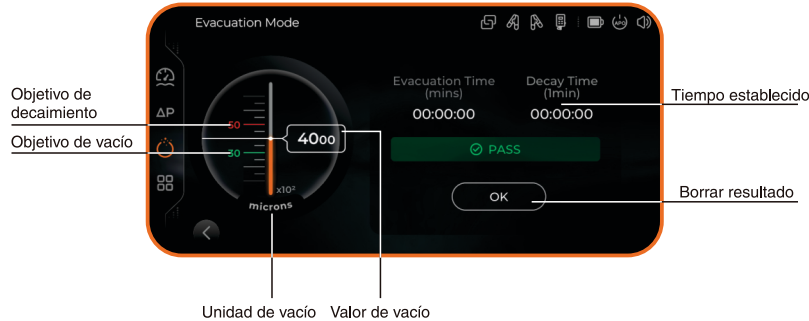 Evacuation Mode
APO
Objetivo de
decaimiento
Objetivo de vacío
ΔP
50
30
4000
x10²
microns
Evacuation Time
(mins)
Decay Time
(1min)
00:00:00
00:00:00
PASS
OK
Tiempo establecido
Borrar resultado
Unidad de vacío
Valor de vacío